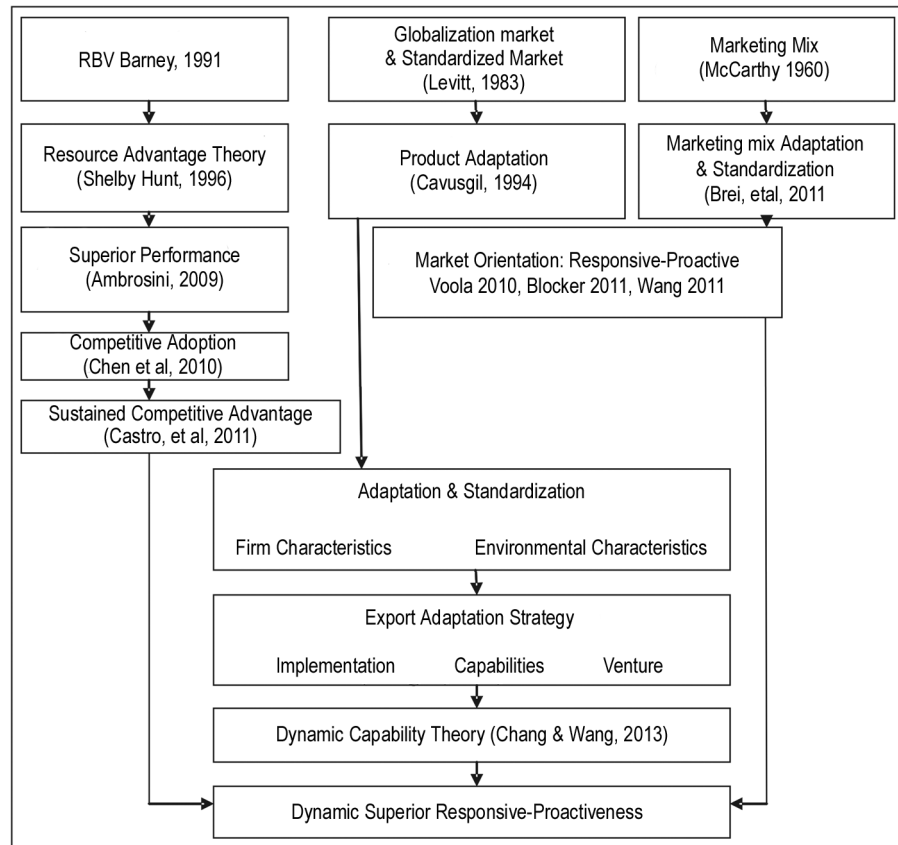 RBV Barney, 1991
Globalization market
& Standardized Market
(Levitt, 1983)
Marketing Mix
(McCarthy 1960)
Resource Advantage Theory
(Shelby Hunt, 1996)
Product Adaptation
(Cavusgil, 1994)
Marketing mix Adaptation
& Standardization
(Brei, etal, 2011
Superior Performance
(Ambrosini, 2009)
Market Orientation: Responsive-Proactive
Voola 2010, Blocker 2011, Wang 2011
Competitive Adoption
(Chen et al, 2010)
Sustained Competitive Advantage
(Castro, et al, 2011)
Adaptation & Standardization
Firm Characteristics Environmental Characteristics
Export Adaptation Strategy
Implementation Capabilities Venture
Dynamic Capability Theory (Chang & Wang, 2013)
Dynamic Superior Responsive-Proactiveness